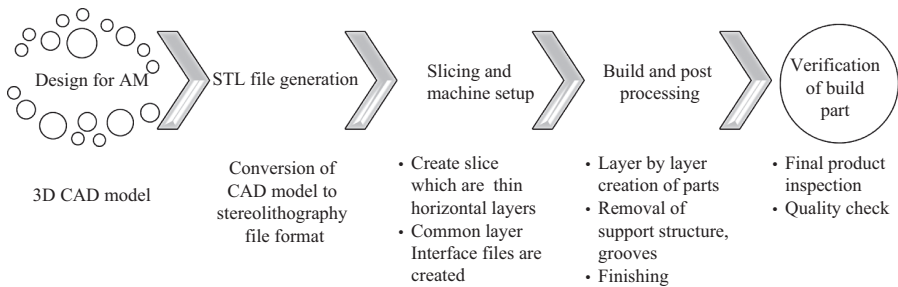 Design for AM
3D CAD model
STL file generation
Conversion of
CAD model to
stereolithography
file format
Slicing and
machine setup
• Create slice
which are thin
horizontal layers
• Common layer
Interface files are
created
Build and post
processing
• Layer by layer
creation of parts
• Removal of
support structure,
grooves
• Finishing
Verification
of build
part
• Final product
inspection
• Quality check